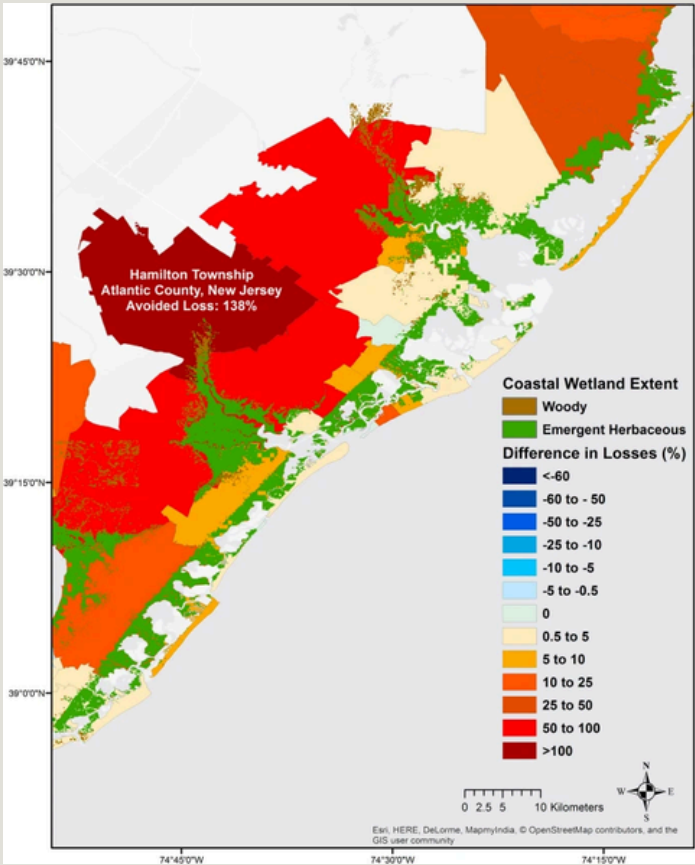 39°45'0"N
39°30'0"N
Hamilton Township
Atlantic County, New Jersey
Avoided Loss: 138%
Coastal Wetland Extent
Woody
Emergent Herbaceous
Difference in Losses (%)
<-60
-60 to - 50
-50 to -25
-25 to -10
-10 to -5
-5 to -0.5
0
0.5 to 5
5 to 10
10 to 25
25 to 50
50 to 100
>100
39°15'0"N
39°0'0"N
N
W E
S
0 2.5 5 10 Kilometers
Esri, HERE, DeLorme, MapmyIndia, © OpenStreetMap contributors, and the
GIS user community
74°45'0"W 74°30'0"W 74°15'0"W